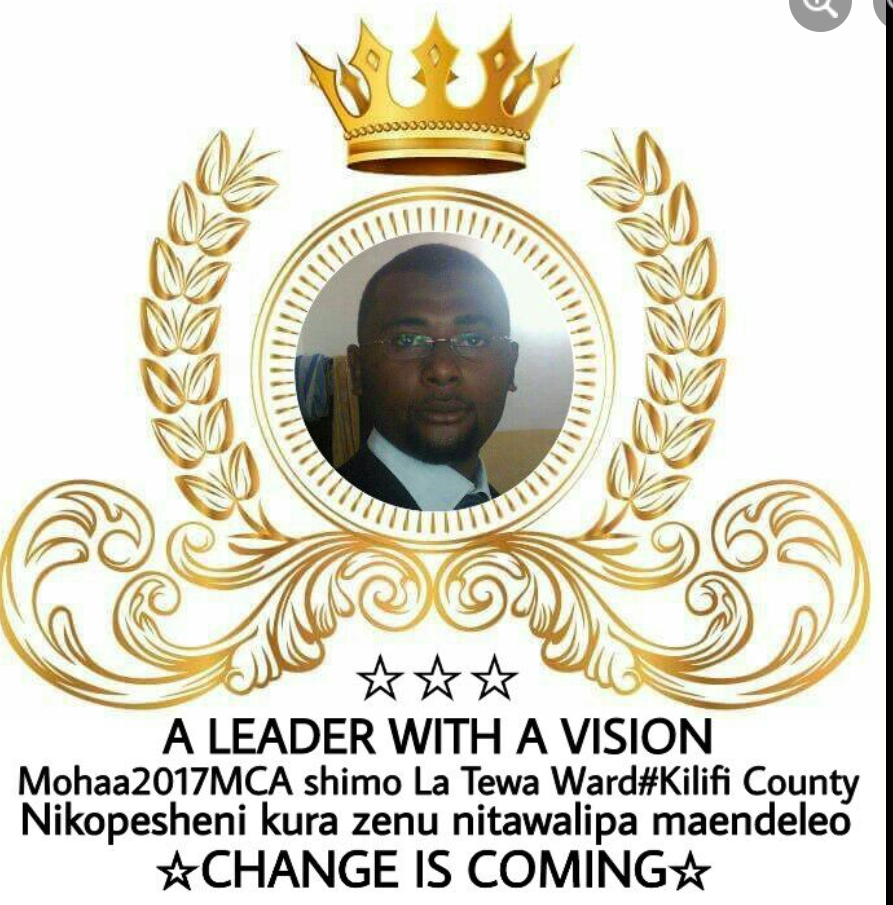 ☆☆☆
A LEADER WITH A VISION
Mohaa2017MCA shimo La Tewa Ward#Kilifi County
Nikopesheni kura zenu nitawalipa maendeleo
☆CHANGE IS COMING☆